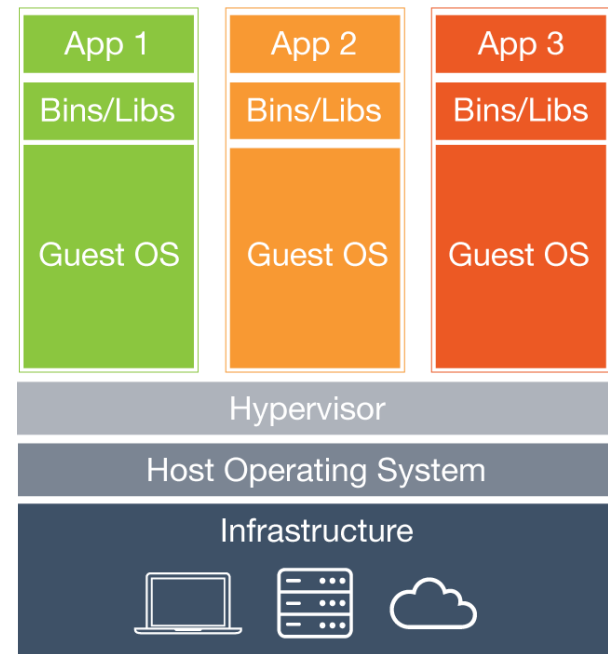 App 1
App 2
App 3
Bins/Libs
Bins/Libs
Bins/Libs
Guest OS
Guest OS
Guest OS
Hypervisor
Host Operating System
Infrastructure